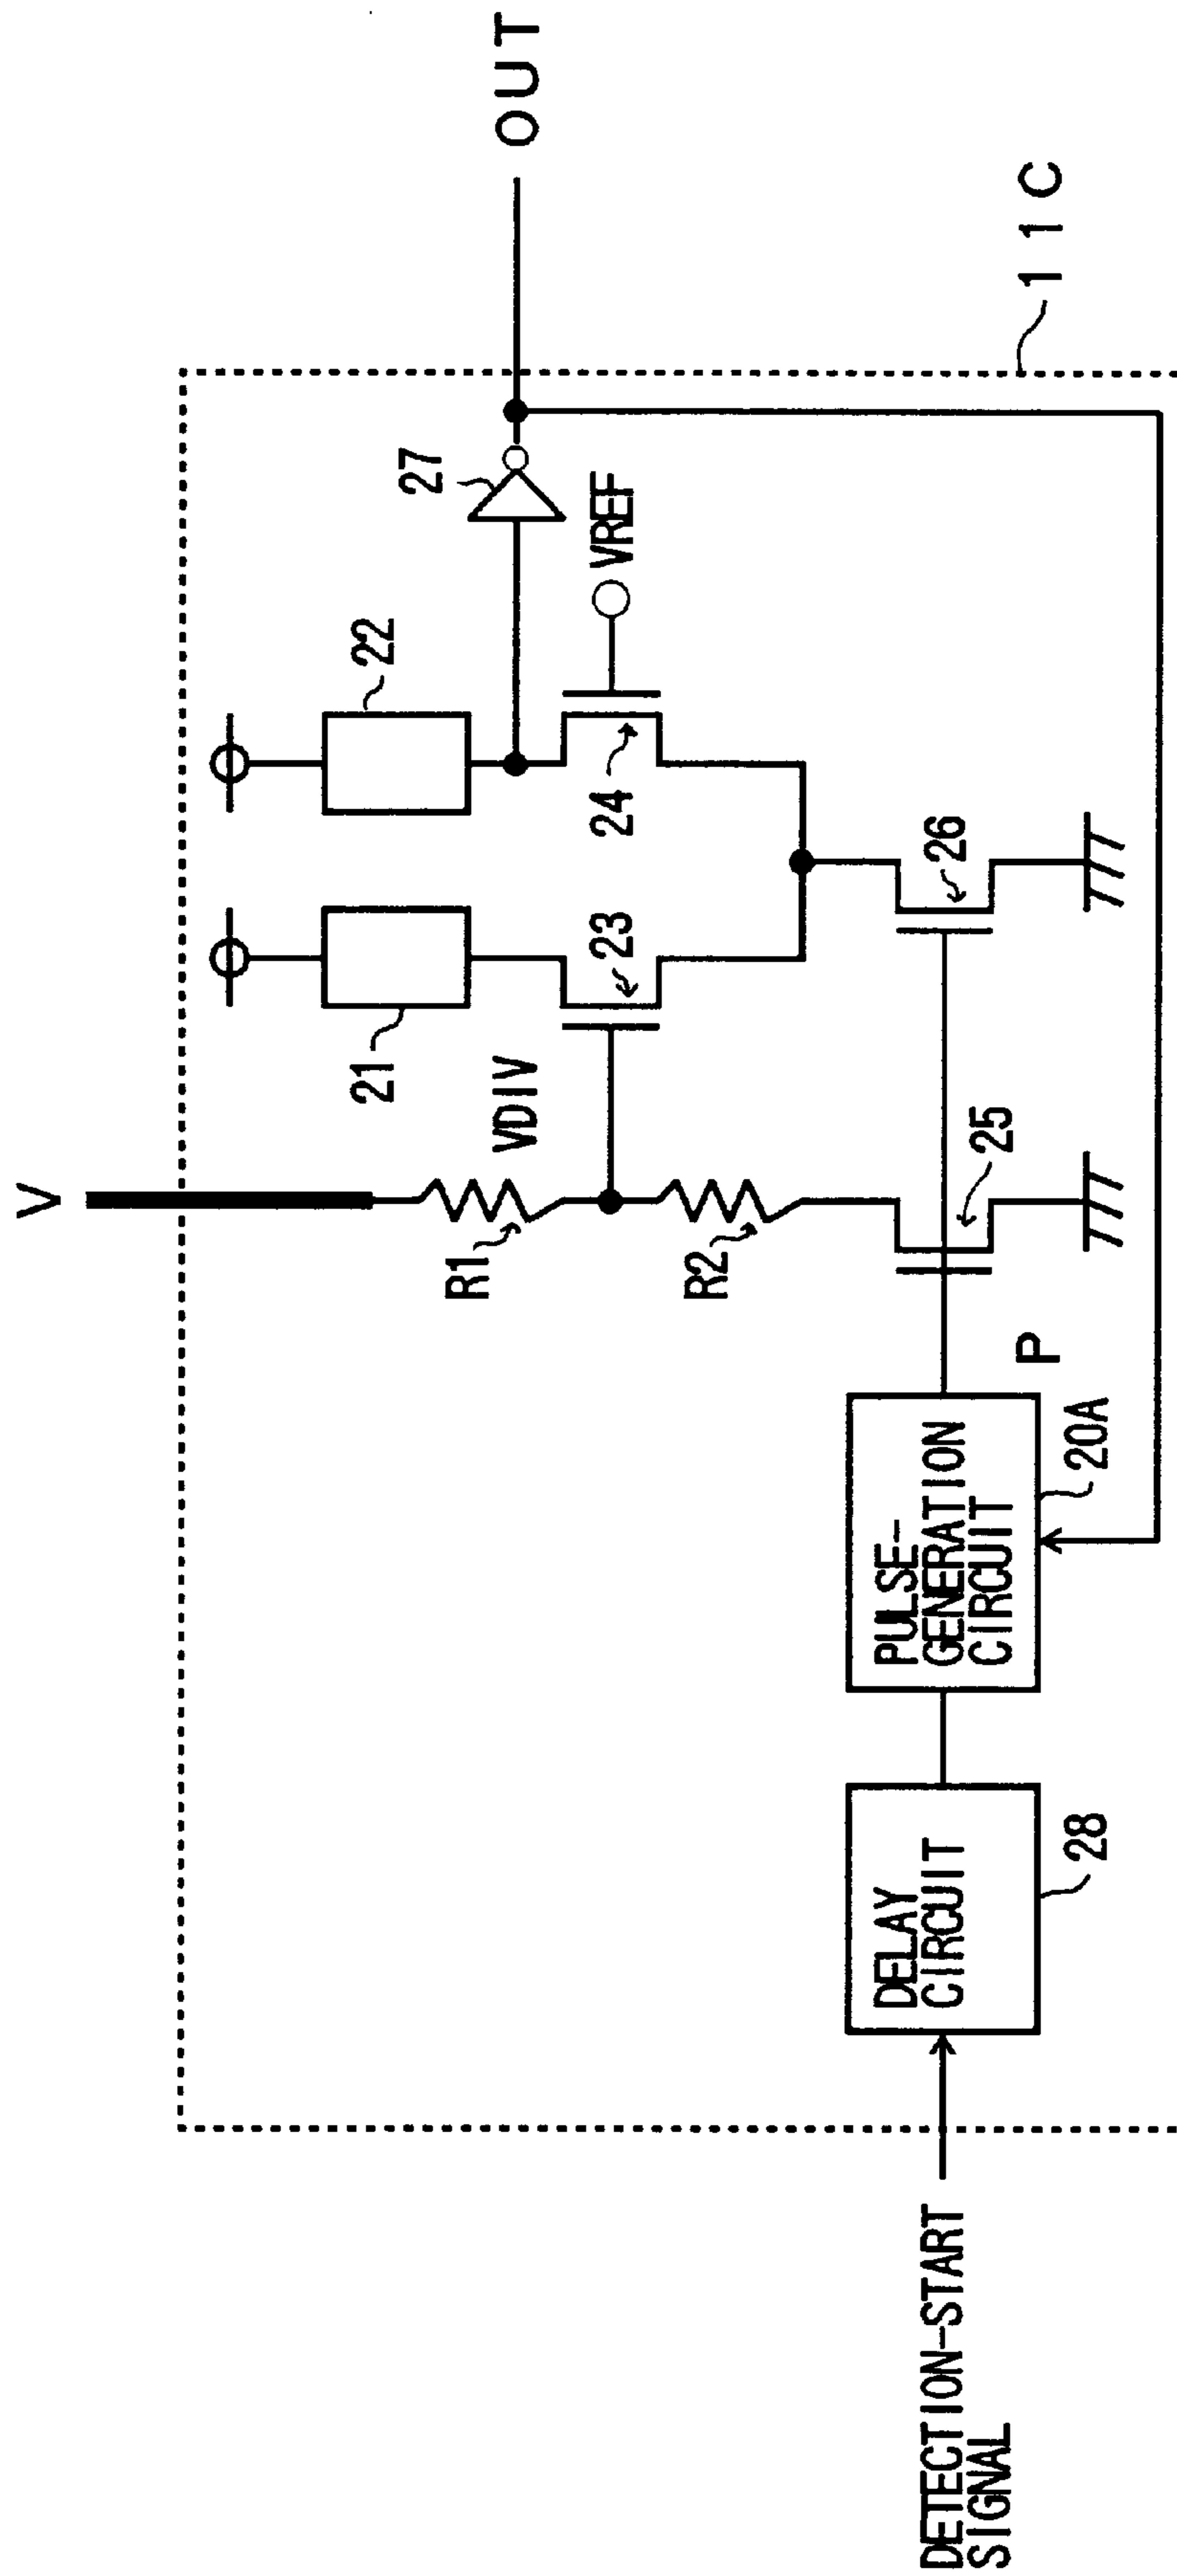 V
OUT
11C
27
VREF
22
24
21
23
26
VDIV
R1
R2
25
P
PULSE-
GENERATION
CIRCUIT
20A
DELAY
CIRCUIT
28
DETECTION-START
SIGNAL